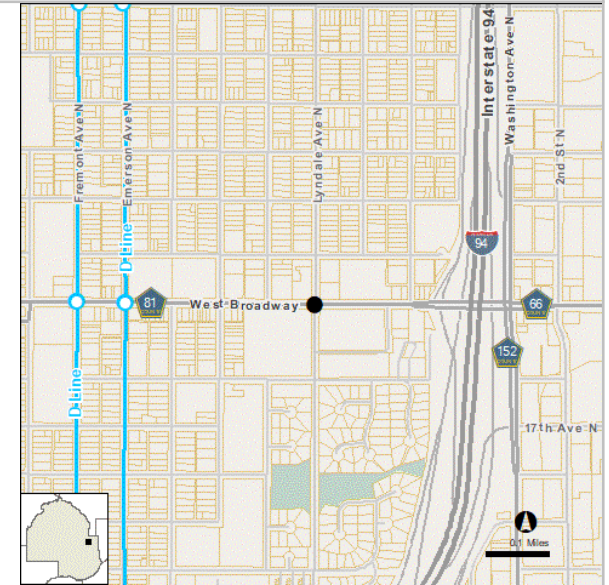 Interstate 94
Washington Ave N
Fremont Ave N
Emerson Ave N
Lyndale Ave N
2nd St N
D Line
94
81
West Broadway
66
152
D Line
17th Ave N
0.1 Miles